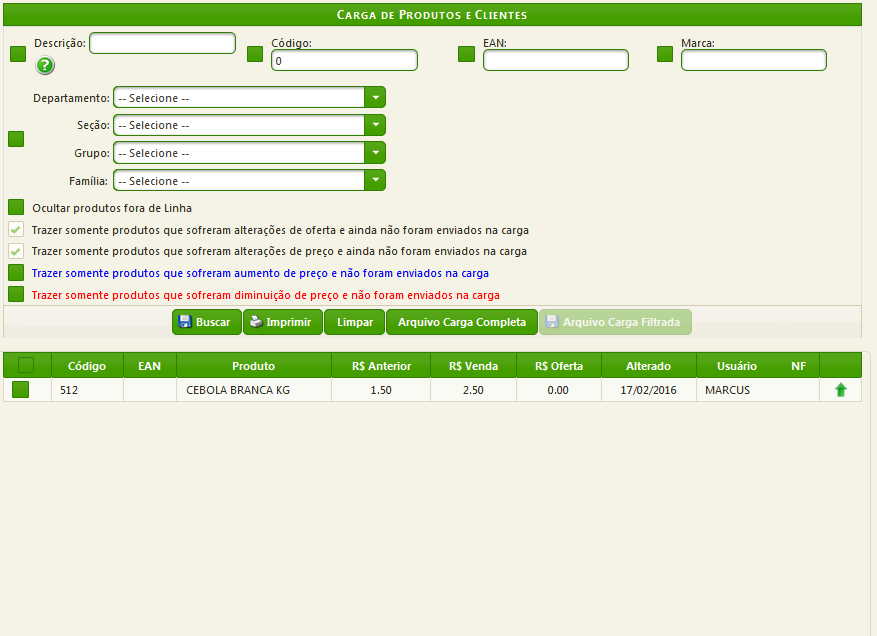 Carga de Produtos e Clientes
Descrição:
Código:
0
EAN:
Marca:
Departamento: -- Selecione --
Seção: -- Selecione --
Grupo: -- Selecione --
Família: -- Selecione --
Ocultar produtos fora de Linha
Trazer somente produtos que sofreram alterações de oferta e ainda não foram enviados na carga
Trazer somente produtos que sofreram alterações de preço e ainda não foram enviados na carga
Trazer somente produtos que sofreram aumento de preço e não foram enviados na carga
Trazer somente produtos que sofreram diminuição de preço e não foram enviados na carga
Buscar Imprimir Limpar Arquivo Carga Completa Arquivo Carga Filtrada
Código EAN Produto R$ Anterior R$ Venda R$ Oferta Alterado Usuário NF
512 CEBOLA BRANCA KG 1.50 2.50 0.00 17/02/2016 MARCUS